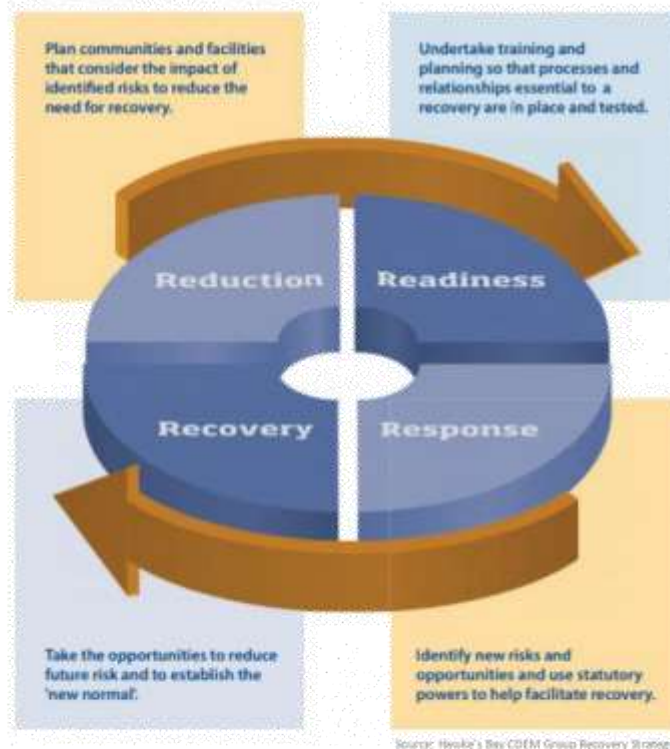 Plan communities and facilities
that consider the impact of
identified risks to reduce the
need for recovery.
Undertake training and
planning so that processes and
relationships essential to a
recovery are in place and tested.
Reduction
Readiness
Recovery
Response
Take the opportunities to reduce
future risk and to establish the
'new normal'.
Identify new risks and
opportunities and use statutory
powers to help facilitate recovery.
Source: Hawke's Bay CDEM Group Recovery